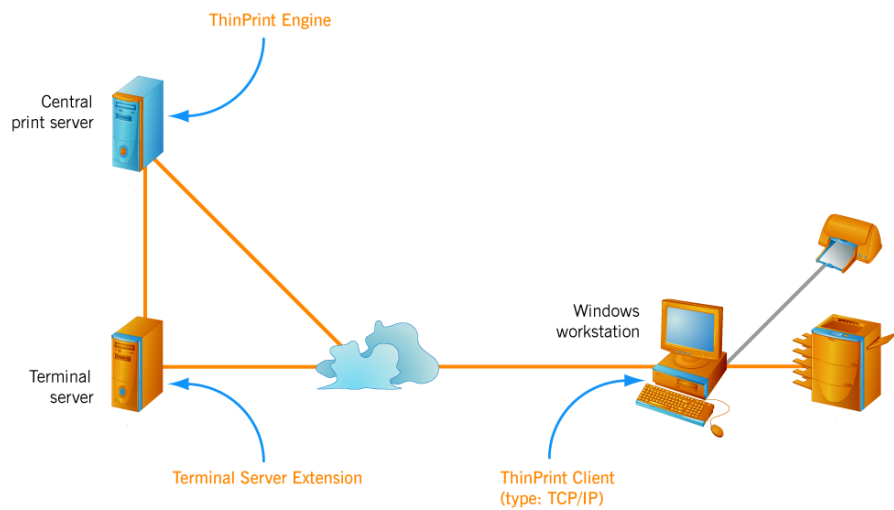 ThinPrint Engine
Central
print server
Windows
workstation
Terminal
server
Terminal Server Extension
ThinPrint Client
(type: TCP/IP)